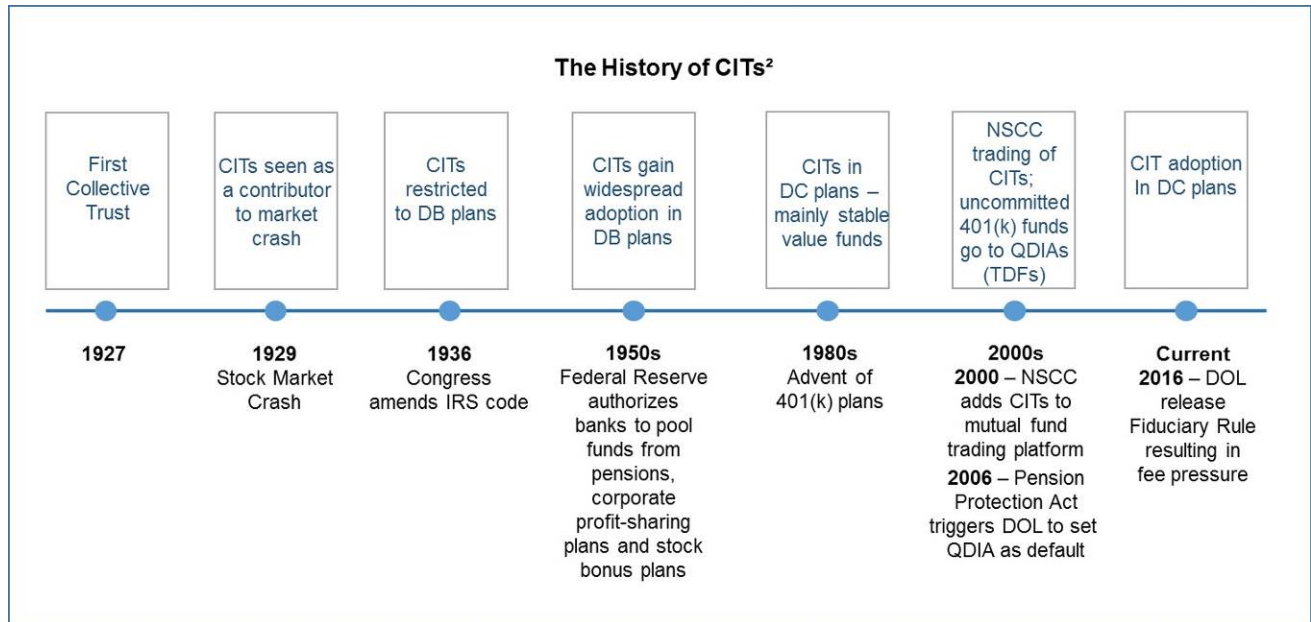 The History of CITs²
First
Collective
Trust
CITs seen as
a contributor
to market
crash
CITs
restricted
to DB plans
CITs gain
widespread
adoption in
DB plans
CITs in
DC plans –
mainly stable
value funds
NSCC
trading of
CITs;
uncommitted
401(k) funds
go to QDIAs
(TDFs)
CIT adoption
In DC plans
1927
1929
Stock Market
Crash
1936
Congress
amends IRS code
1950s
Federal Reserve
authorizes
banks to pool
funds from
pensions,
corporate
profit-sharing
plans and stock
bonus plans
1980s
Advent of
401(k) plans
2000s
2000 – NSCC
adds CITs to
mutual fund
trading platform
2006 – Pension
Protection Act
triggers DOL to set
QDIA as default
Current
2016 – DOL
release
Fiduciary Rule
resulting in
fee pressure